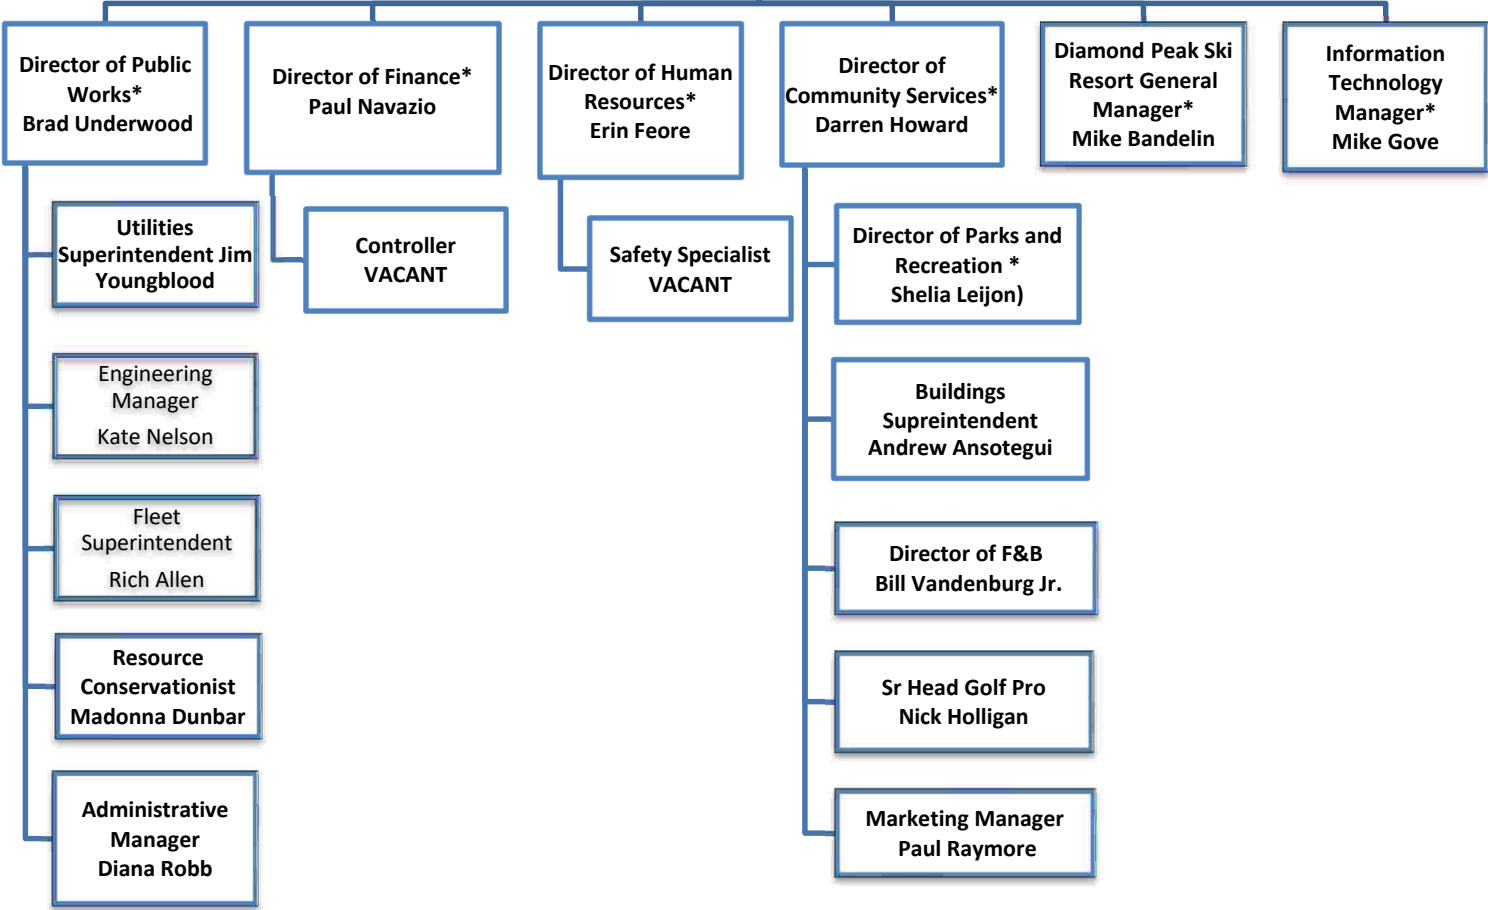 Director of Public
Works*
Brad Underwood
Director of Finance*
Paul Navazio
Director of Human
Resources*
Erin Feore
Director of
Community Services*
Darren Howard
Diamond Peak Ski
Resort General
Manager*
Mike Bandelin
Information
Technology
Manager*
Mike Gove
Utilities
Superintendent Jim
Youngblood
Engineering
Manager
Kate Nelson
Fleet
Superintendent
Rich Allen
Resource
Conservationist
Madonna Dunbar
Administrative
Manager
Diana Robb
Controller
VACANT
Safety Specialist
VACANT
Director of Parks and
Recreation *
Shelia Leijon)
Buildings
Supreintendent
Andrew Ansotegui
Director of F&B
Bill Vandenburg Jr.
Sr Head Golf Pro
Nick Holligan
Marketing Manager
Paul Raymore